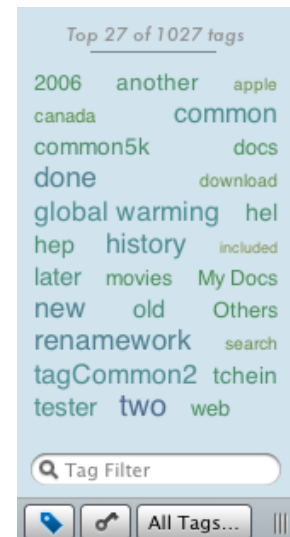 Top 27 of 1027 tags
2006 another apple
canada common
common5k docs
done download
global warming hel
hep history included
later movies My Docs
new old Others
renamework search
tagCommon2 tchein
tester two web
Tag Filter
All Tags...